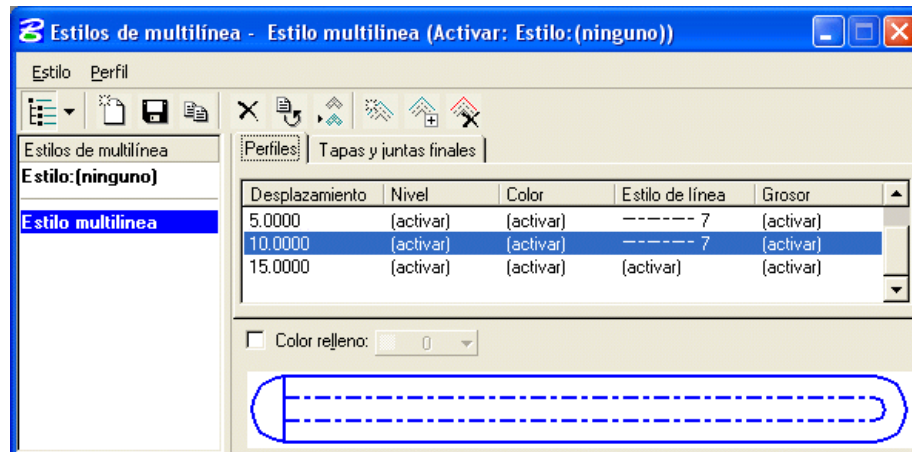 Estilos de multilínea - Estilo multilinea (Activar: Estilo:(ninguno))
Estilo Perfil
Estilos de multilínea
Estilo:(ninguno)
Estilo multilinea
Perfiles Tapas y juntas finales
Desplazamiento Nivel Color Estilo de línea Grosor
5.0000 (activar) (activar) 7 (activar)
10.0000 (activar) (activar) 7 (activar)
15.0000 (activar) (activar) (activar) (activar)
Color relleno: 0